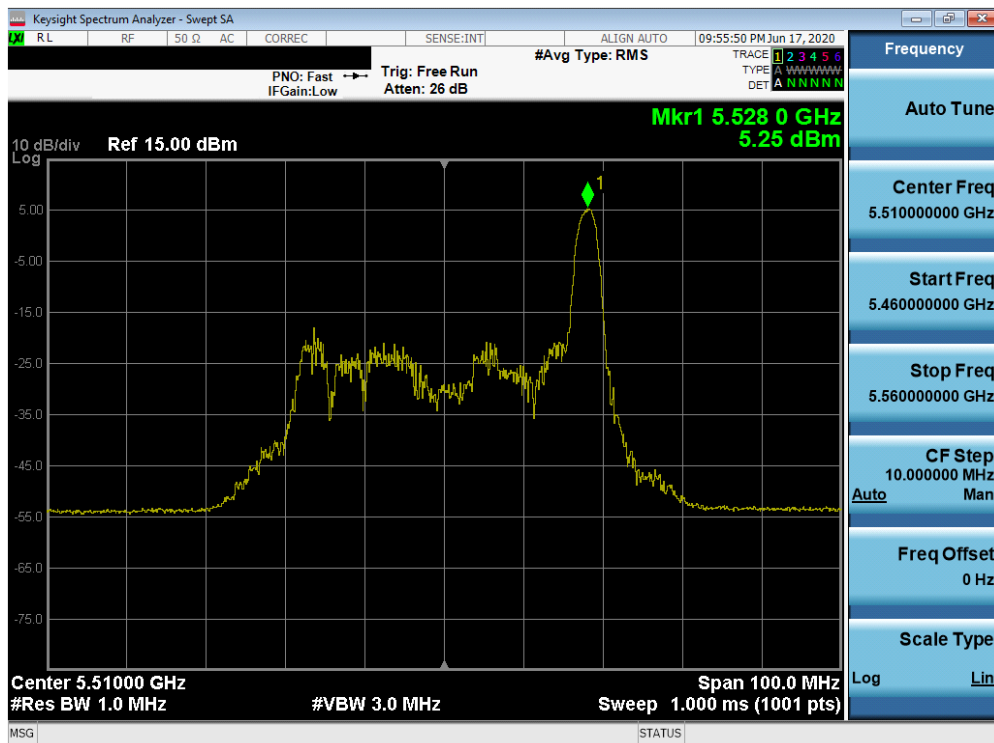 Keysight Spectrum Analyzer - Swept SA
LXI RL RF 50 Ω AC CORREC SENSE:INT ALIGN AUTO 09:55:50 PM Jun 17, 2020
Frequency
PNO: Fast
IFGain:Low
Trig: Free Run
Atten: 26 dB
#Avg Type: RMS
TRACE 1 2 3 4 5 6
TYPE A WWWWW
DET A N N N N N
Auto Tune
Mkr1 5.528 0 GHz
5.25 dBm
10 dB/div Ref 15.00 dBm
Log
1
5.00
-5.00
-15.0
-25.0
-35.0
-45.0
-55.0
-65.0
-75.0
Center Freq
5.510000000 GHz
Start Freq
5.460000000 GHz
Stop Freq
5.560000000 GHz
CF Step
10.000000 MHz
Auto Man
Freq Offset
0 Hz
Scale Type
Log Lin
Center 5.51000 GHz Span 100.0 MHz
#Res BW 1.0 MHz #VBW 3.0 MHz Sweep 1.000 ms (1001 pts)
MSG STATUS